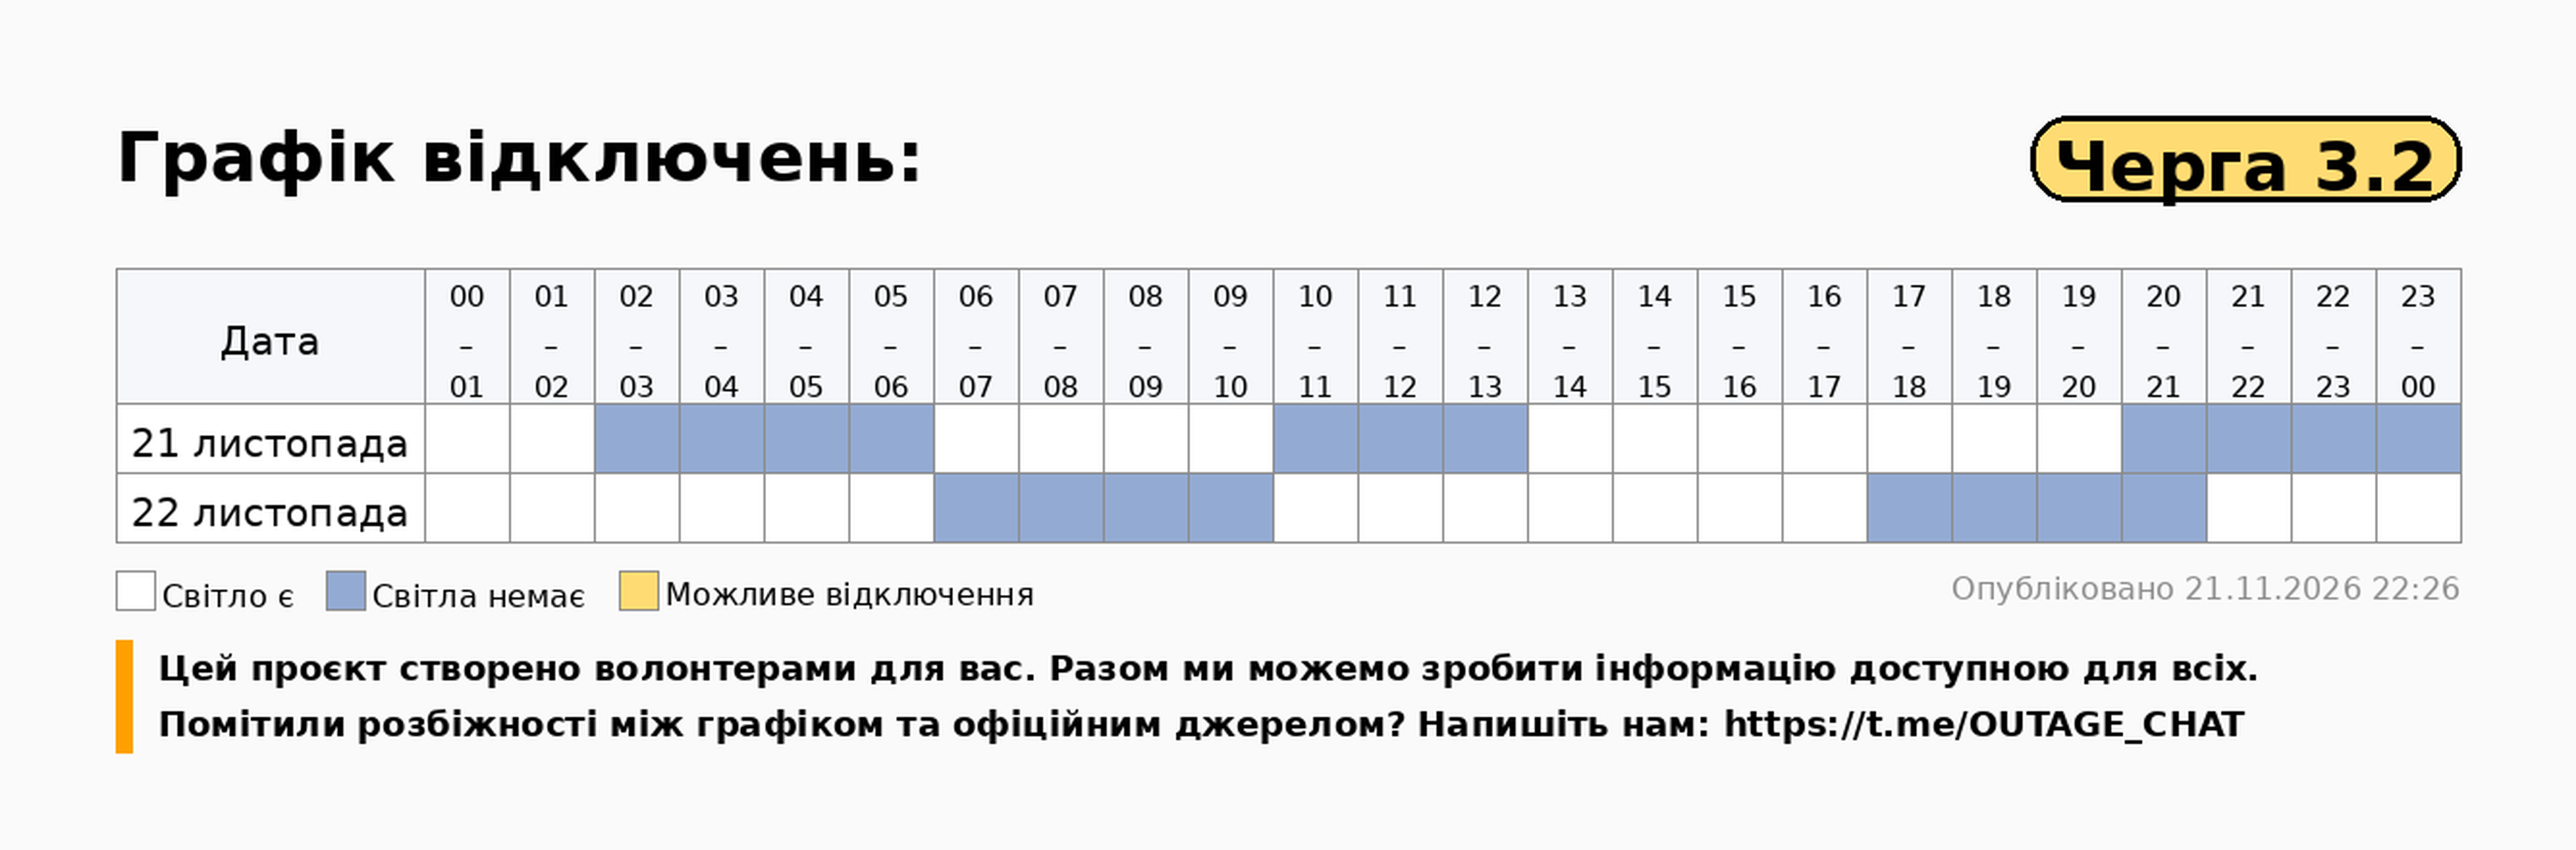 Графік відключень:
Черга 3.2
Дата
00 – 01
01 – 02
02 – 03
03 – 04
04 – 05
05 – 06
06 – 07
07 – 08
08 – 09
09 – 10
10 – 11
11 – 12
12 – 13
13 – 14
14 – 15
15 – 16
16 – 17
17 – 18
18 – 19
19 – 20
20 – 21
21 – 22
22 – 23
23 – 00
21 листопада
22 листопада
Світло є
Світла немає
Можливе відключення
Опубліковано 21.11.2026 22:26
Цей проєкт створено волонтерами для вас. Разом ми можемо зробити інформацію доступною для всіх.
Помітили розбіжності між графіком та офіційним джерелом? Напишіть нам: https://t.me/OUTAGE_CHAT